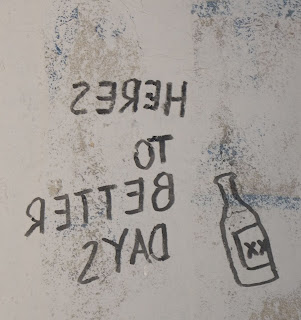 HERES
TO
BETTER
DAYS
XX